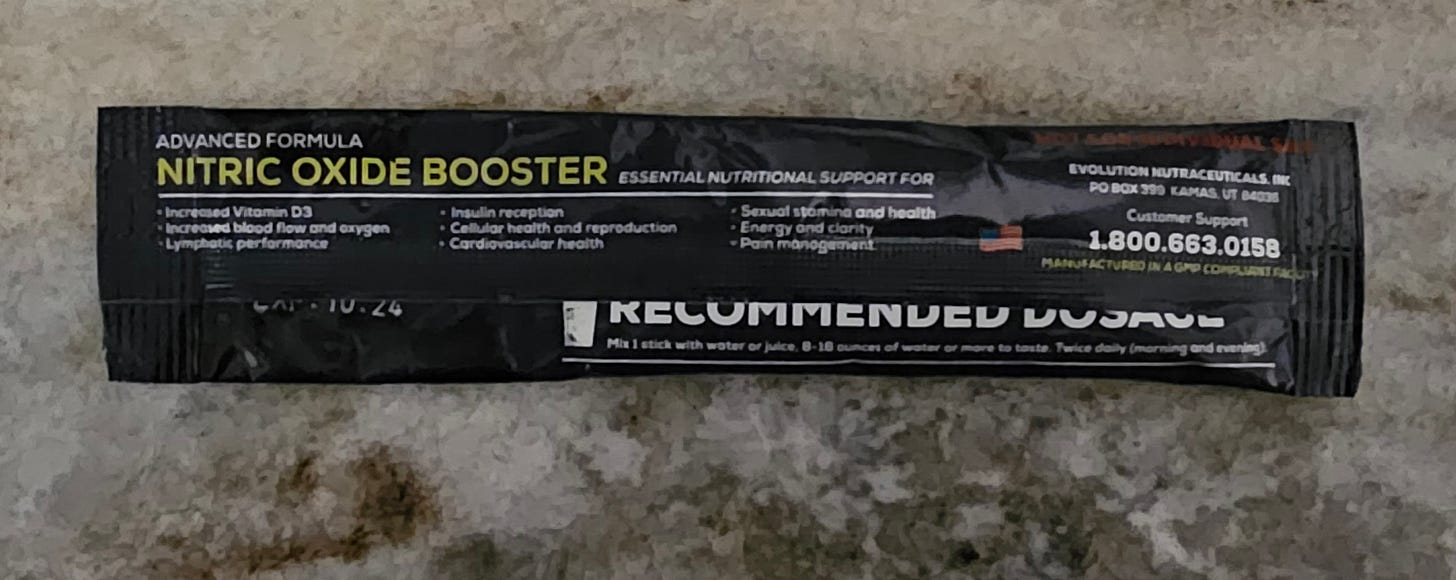 ADVANCED FORMULA
NITRIC OXIDE BOOSTER ESSENTIAL NUTRITIONAL SUPPORT FOR
• Increased Vitamin D3
• Increased blood flow and oxygen
• Lymphatic performance
• Insulin reception
• Cellular health and reproduction
• Cardiovascular health
• Sexual stamina and health
• Energy and clarity
• Pain management
INDIVIDUAL
EVOLUTION NUTRACEUTICALS, INC
PO BOX 399 KAMAS, UT 84036
Customer Support
1.800.663.0158
MANUFACTURED IN A GMP COMPLIANT FACILITY
EXP: 10.24
RECOMMENDED DOSAGE
Mix 1 stick with water or juice, 8-18 ounces of water or more to taste. Twice daily (morning and evening).